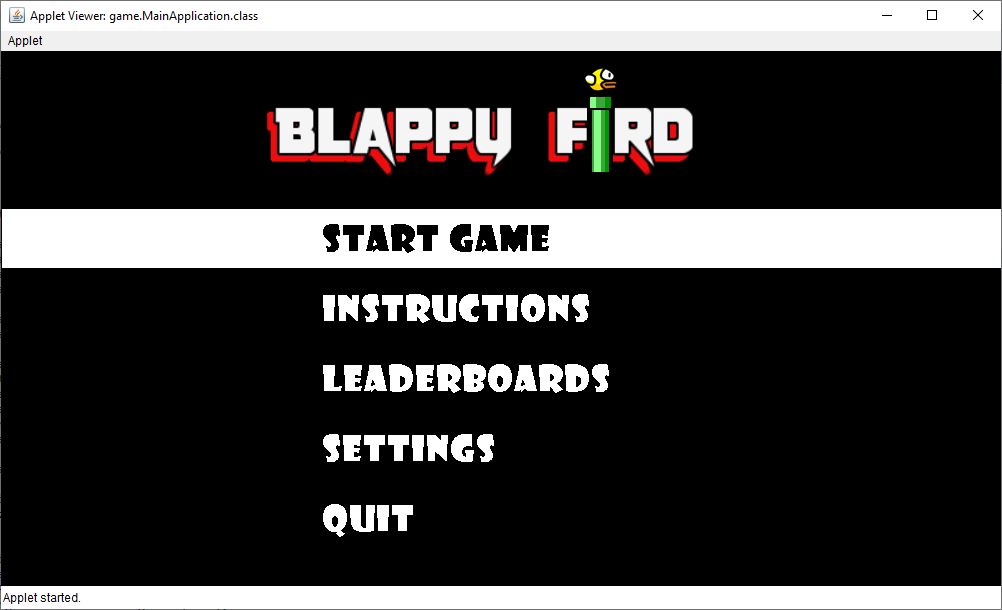 Applet Viewer: game.MainApplication.class
Applet
BLAPPY FIRD
START GAME
INSTRUCTIONS
LEADERBOARDS
SETTINGS
QUIT
Applet started.